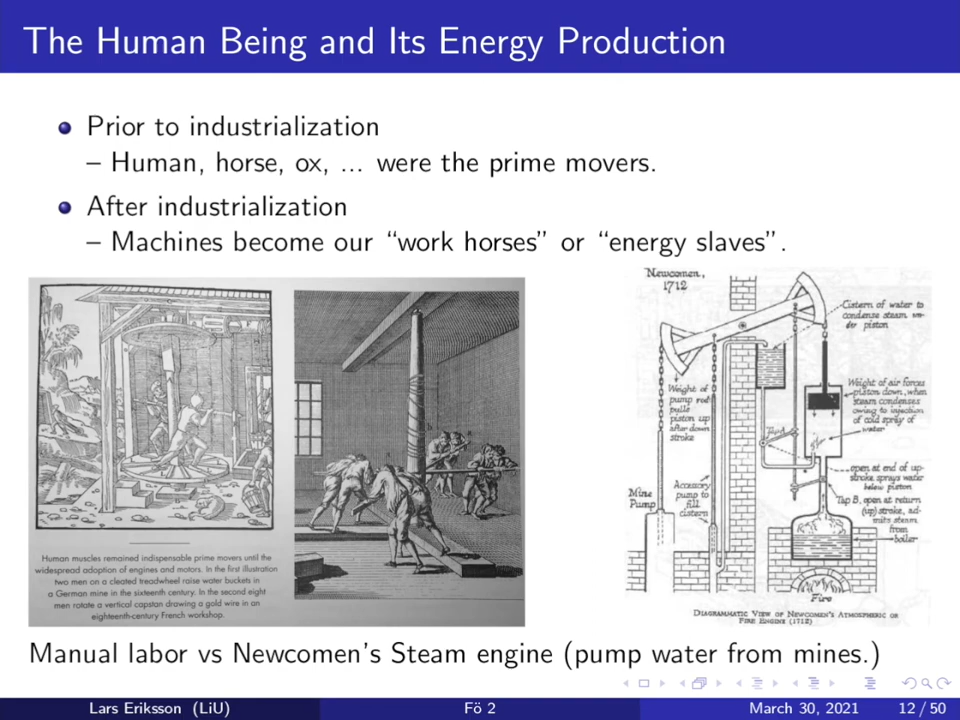 The Human Being and Its Energy Production
Prior to industrialization
– Human, horse, ox, ... were the prime movers.
After industrialization
– Machines become our “work horses” or “energy slaves”.
Human muscles remained indispensable prime movers until the
widespread adoption of engines and motors. In the first illustration
two men on a cleated treadwheel raise water buckets in
a German mine in the sixteenth century. In the second eight
men rotate a vertical capstan drawing a gold wire in an
eighteenth-century French workshop.
Newcomen,
1712
Cistern of water to
condense steam un-
der piston
Weight of
pump rod
pulls
piston up
after down
stroke
Weight of air forces
piston down, when
steam condenses
owing to injection
of cold spray of
water
Mine
Pump
Accessory
pump to
fill
cistern
open at end of up-
stroke sprays water
below piston
Tap B, open at return
(up) stroke, ad-
mits steam
from
boiler
Fire
Diagrammatic View of Newcomen's Atmospheric or
Fire Engine (1712)
Manual labor vs Newcomen's Steam engine (pump water from mines.)
Lars Eriksson (LiU)
Fö 2
March 30, 2021
12 / 50